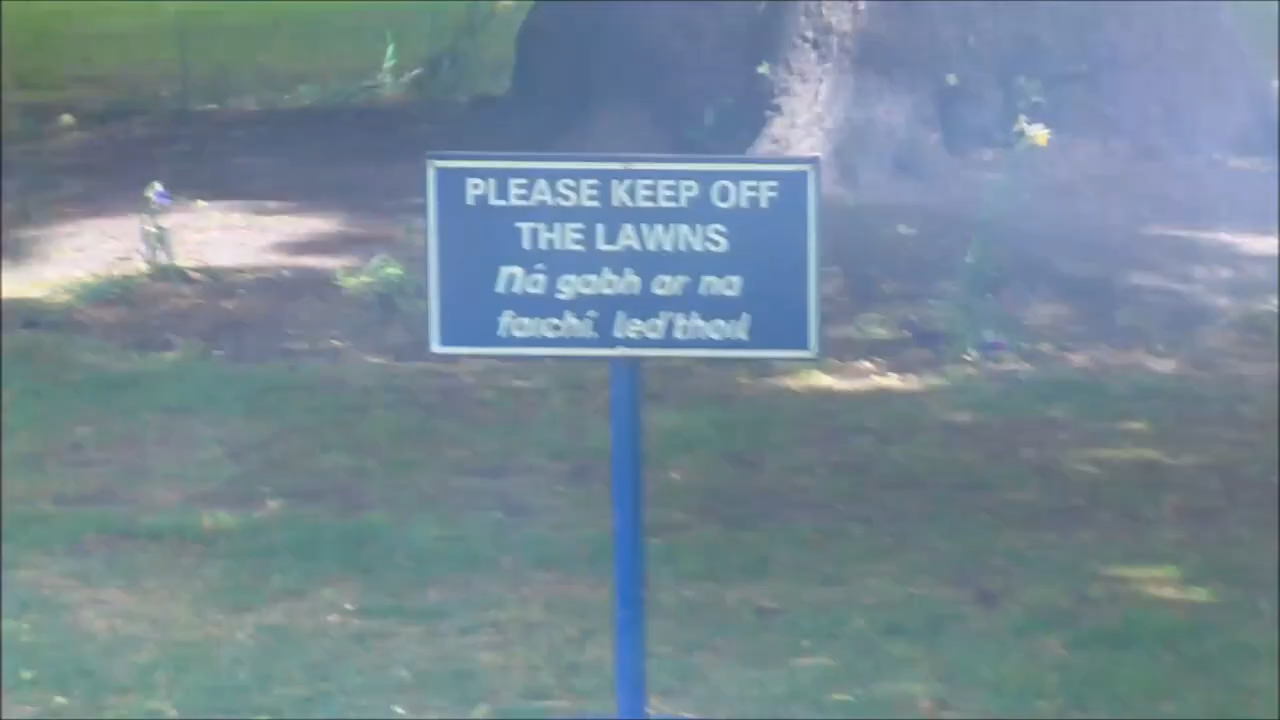 PLEASE KEEP OFF
THE LAWNS
Ná gabh ar na
faichí. led'thoil